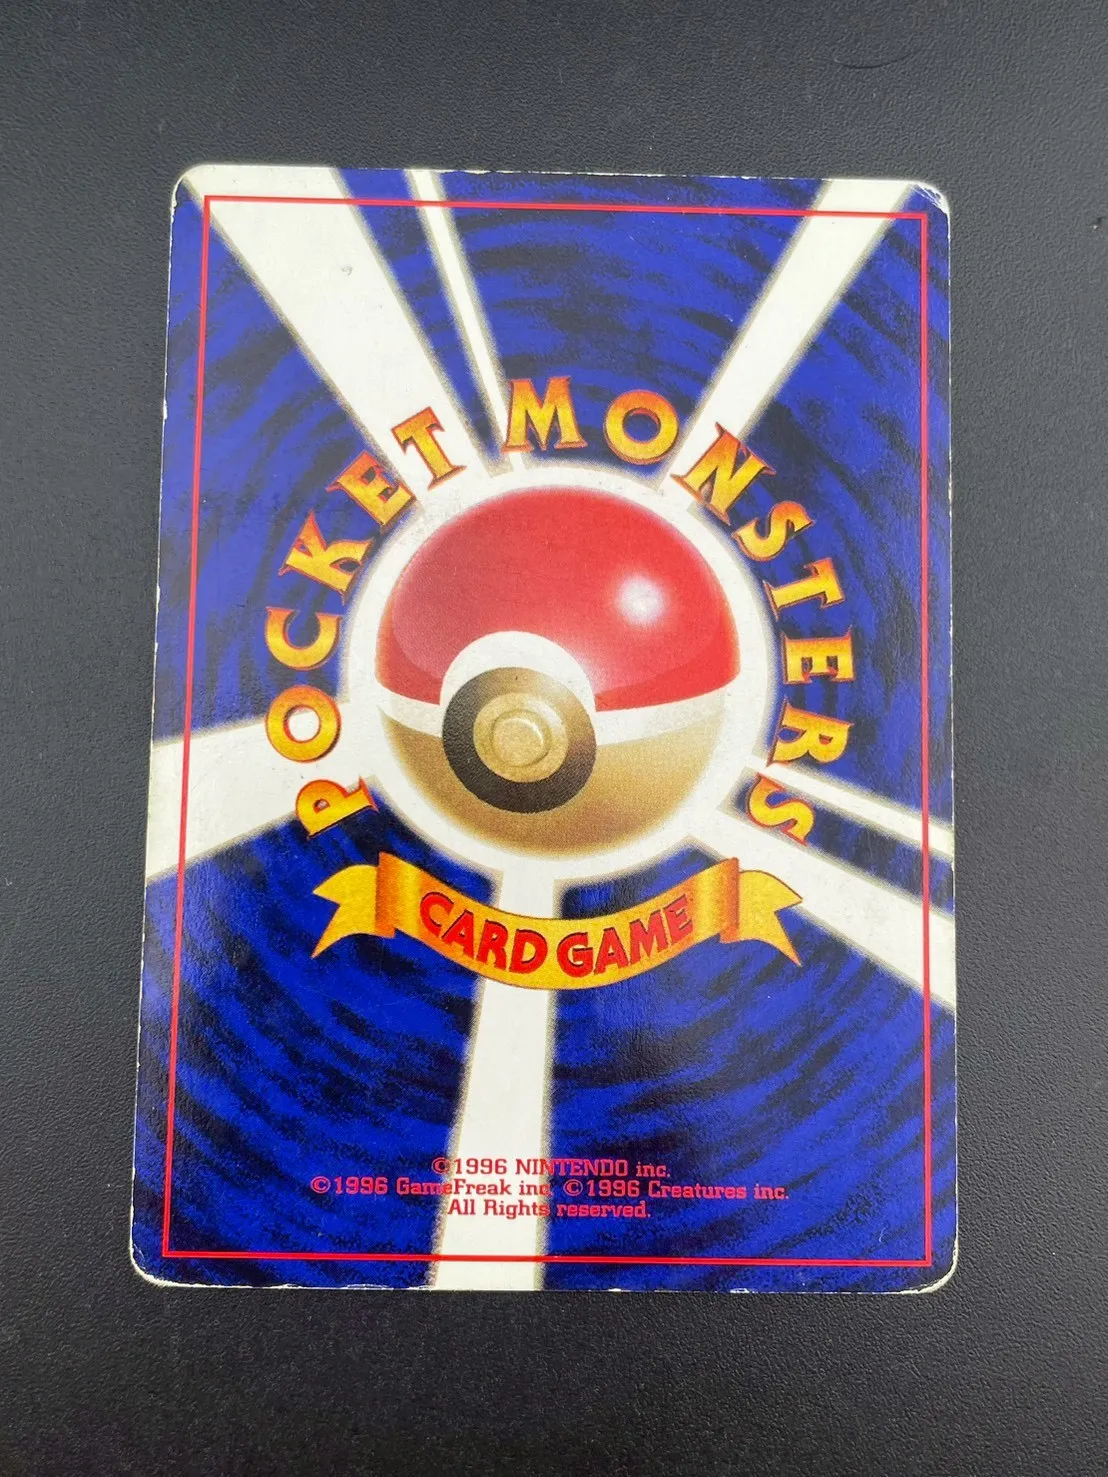 POCKET MONSTERS
CARD GAME
©1996 NINTENDO inc.
©1996 GameFreak inc. ©1996 Creatures inc.
All Rights reserved.